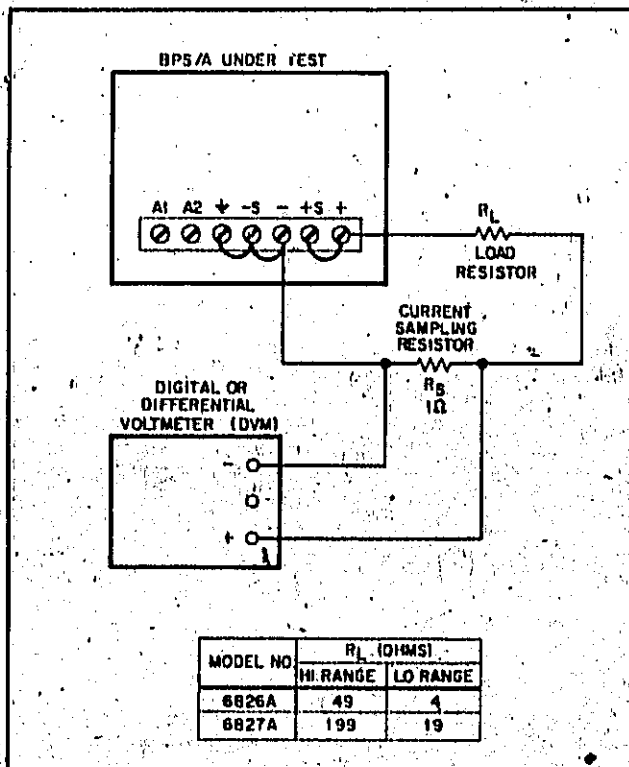 BPS/A UNDER TEST
A1 A2 ⏚ -S - +S +
R_L
LOAD
RESISTOR
CURRENT
SAMPLING
RESISTOR
R_S
1Ω
DIGITAL OR
DIFFERENTIAL
VOLTMETER (DVM)
-
+
MODEL NO. R_L (OHMS)
HI RANGE LO RANGE
6826A 49 4
6827A 199 19